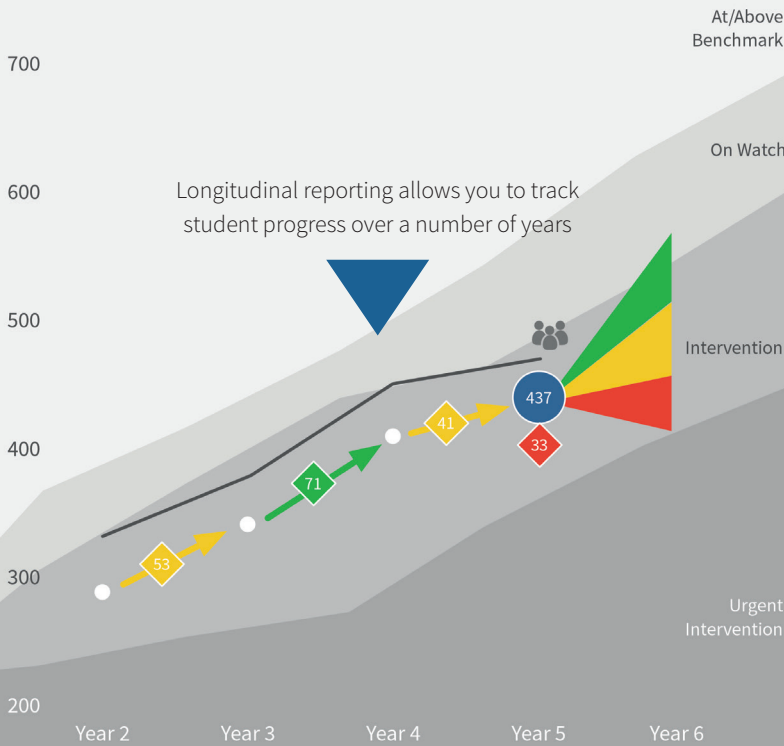 At/Above
Benchmark
700
On Watch
600
Longitudinal reporting allows you to track
student progress over a number of years
500
Intervention
437
41
33
400
71
53
300
Urgent
Intervention
200
Year 2
Year 3
Year 4
Year 5
Year 6